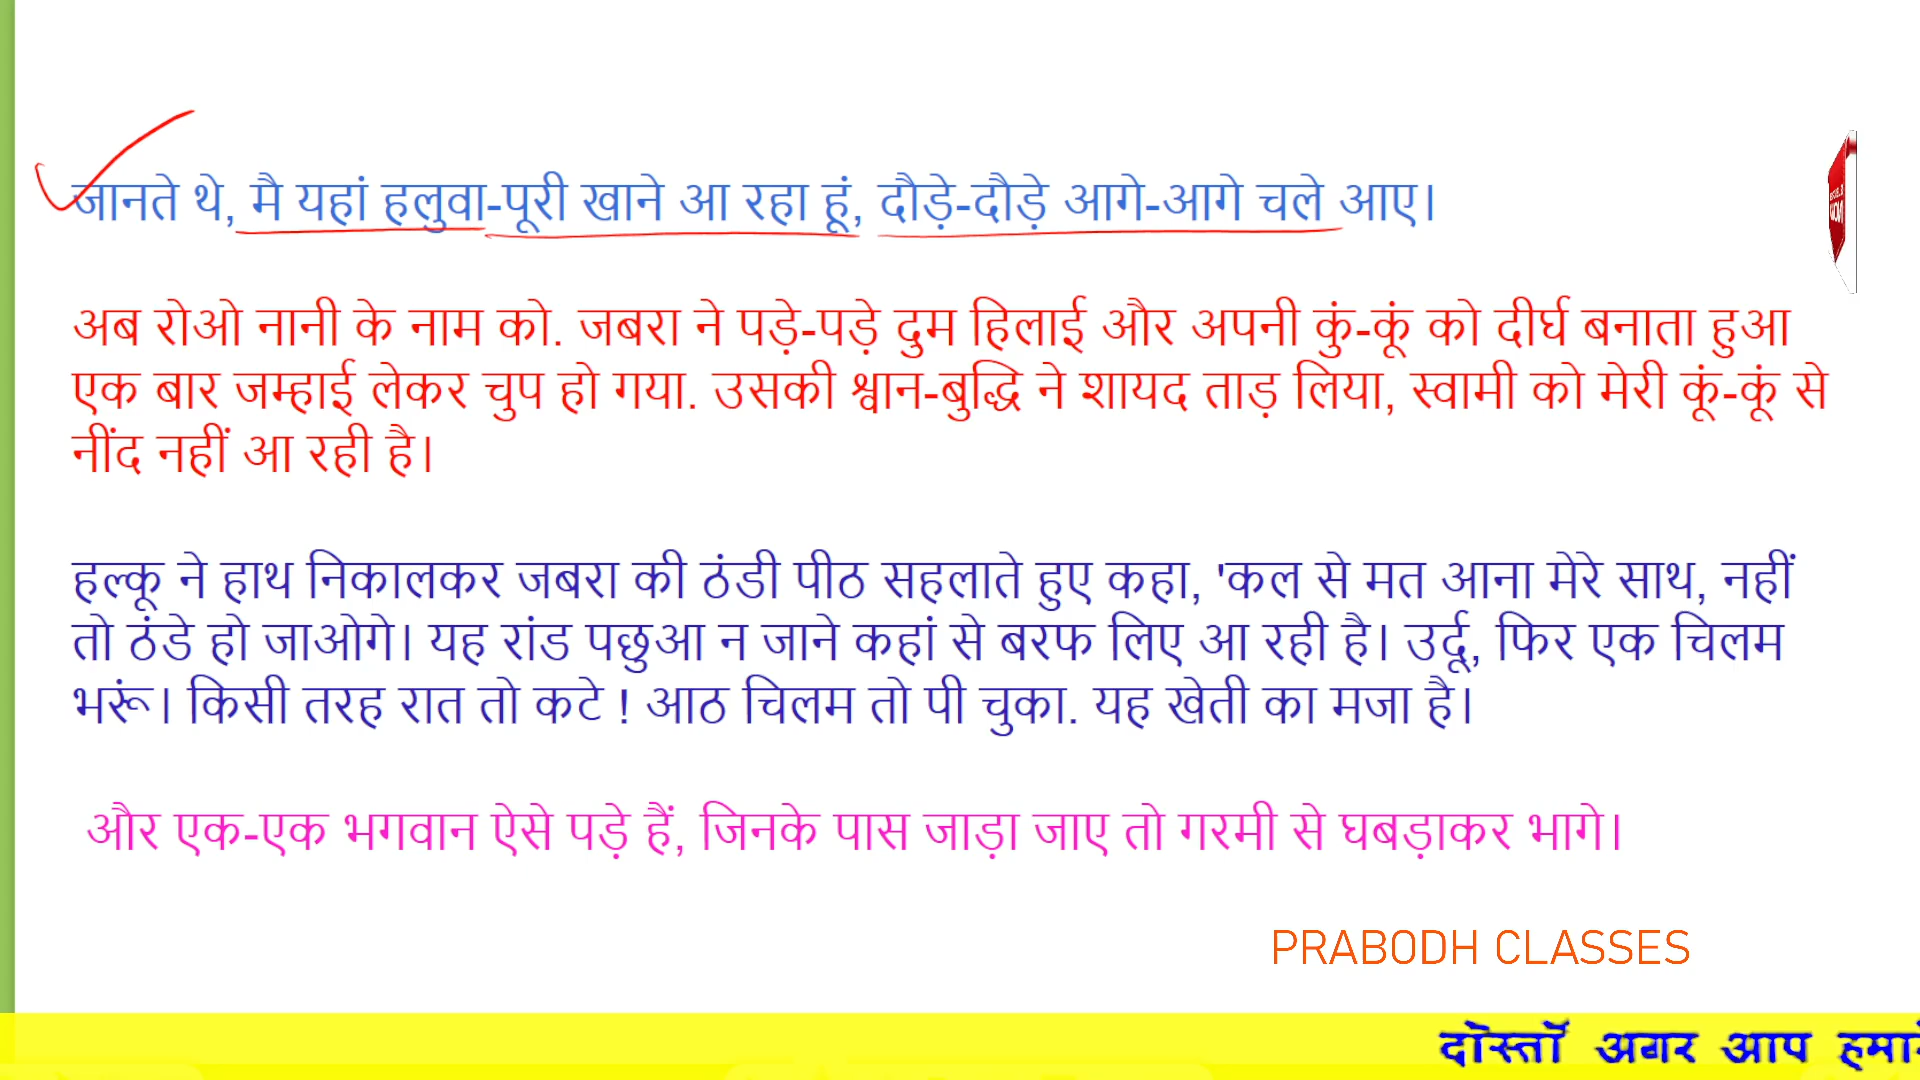 जानते थे, मै यहां हलुवा-पूरी खाने आ रहा हूं, दौड़े-दौड़े आगे-आगे चले आए।
अब रोओ नानी के नाम को. जबरा ने पड़े-पड़े दुम हिलाई और अपनी कुं-कूं को दीर्घ बनाता हुआ
एक बार जम्हाई लेकर चुप हो गया. उसकी श्वान-बुद्धि ने शायद ताड़ लिया, स्वामी को मेरी कूं-कूं से
नींद नहीं आ रही है।
हल्कू ने हाथ निकालकर जबरा की ठंडी पीठ सहलाते हुए कहा, 'कल से मत आना मेरे साथ, नहीं
तो ठंडे हो जाओगे। यह रांड पछुआ न जाने कहां से बरफ लिए आ रही है। उर्दू, फिर एक चिलम
भरूं। किसी तरह रात तो कटे ! आठ चिलम तो पी चुका. यह खेती का मजा है।
और एक-एक भगवान ऐसे पड़े हैं, जिनके पास जाड़ा जाए तो गरमी से घबड़ाकर भागे।
PRABODH CLASSES
दोस्तों अगर आप